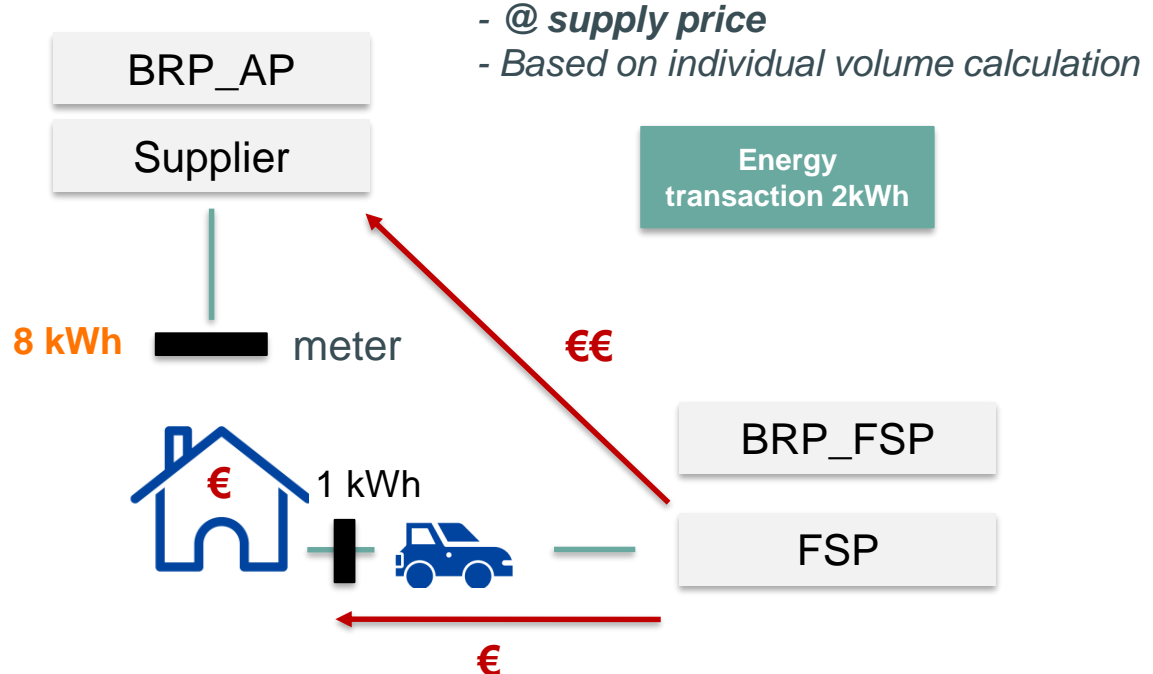 - @ supply price
- Based on individual volume calculation
BRP_AP
Supplier
Energy
transaction 2kWh
8 kWh
meter
€€
BRP_FSP
€
1 kWh
FSP
€